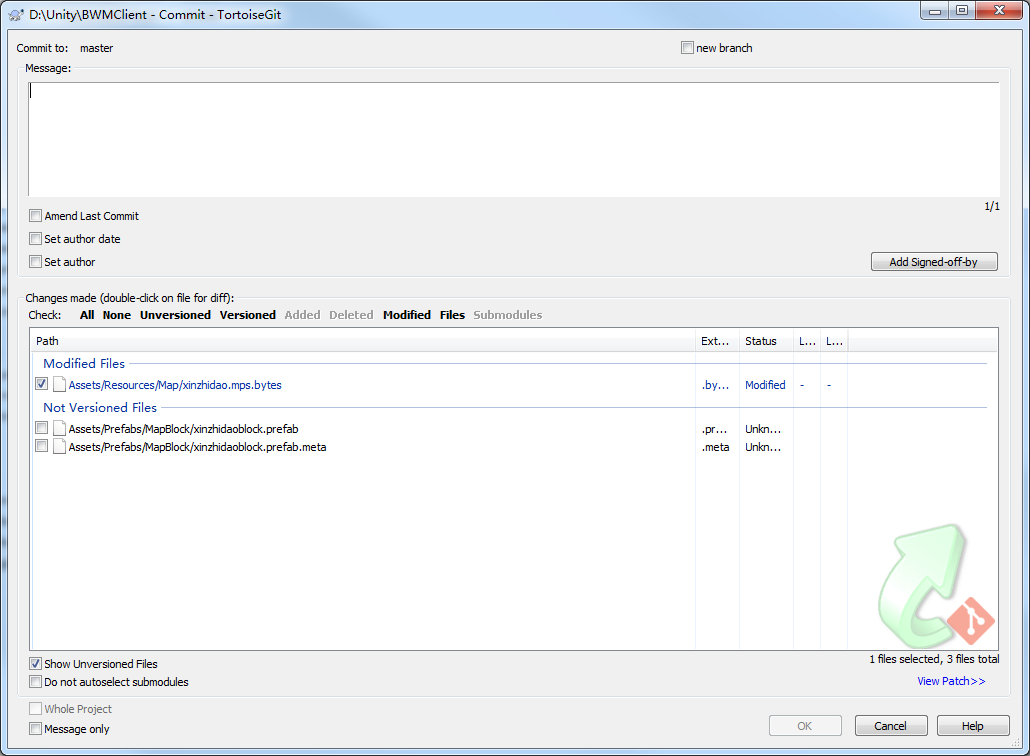 D:\Unity\BWMClient - Commit - TortoiseGit
Commit to: master new branch
Message:
1/1
Amend Last Commit
Set author date
Set author Add Signed-off-by
Changes made (double-click on file for diff):
Check: All None Unversioned Versioned Added Deleted Modified Files Submodules
Path Ext... Status L... L...
Modified Files
Assets/Resources/Map/xinzhidao.mps.bytes .by... Modified - -
Not Versioned Files
Assets/Prefabs/MapBlock/xinzhidaoblock.prefab .pr... Unkn...
Assets/Prefabs/MapBlock/xinzhidaoblock.prefab.meta .meta Unkn...
Show Unversioned Files 1 files selected, 3 files total
Do not autoselect submodules View Patch>>
Whole Project
Message only OK Cancel Help